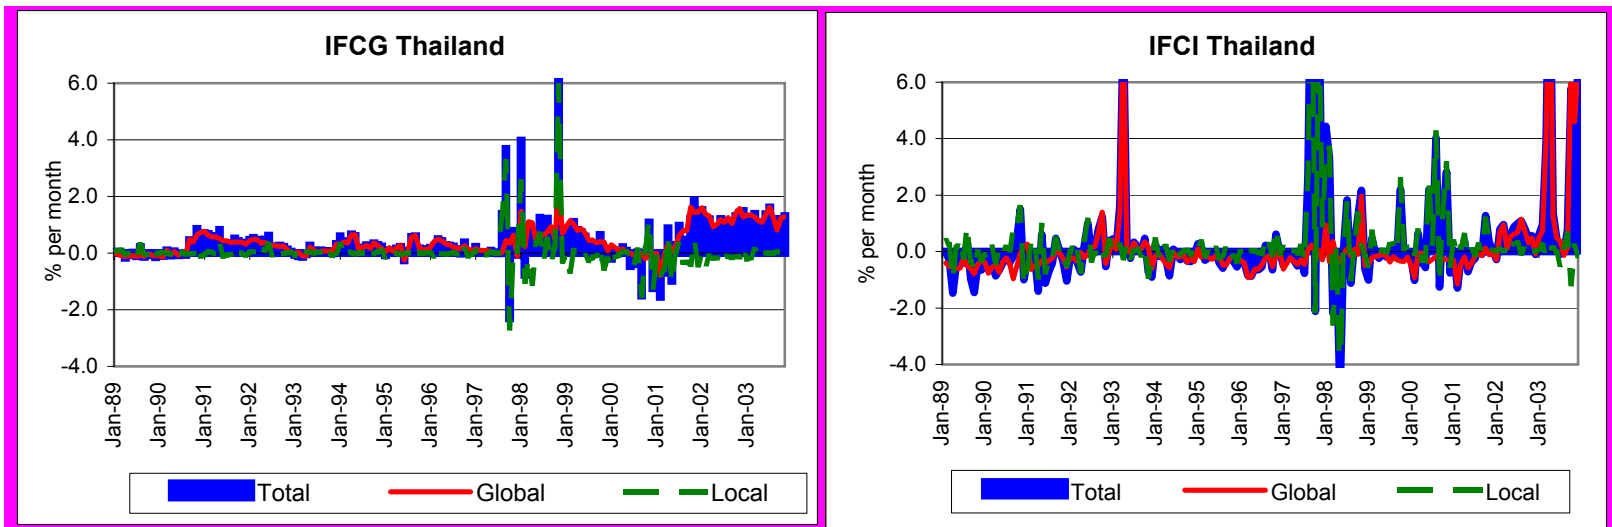 IFCG Thailand
% per month
6.0
4.0
2.0
0.0
-2.0
-4.0
Jan-89
Jan-90
Jan-91
Jan-92
Jan-93
Jan-94
Jan-95
Jan-96
Jan-97
Jan-98
Jan-99
Jan-00
Jan-01
Jan-02
Jan-03
Total Global Local
IFCI Thailand
% per month
6.0
4.0
2.0
0.0
-2.0
-4.0
Jan-89
Jan-90
Jan-91
Jan-92
Jan-93
Jan-94
Jan-95
Jan-96
Jan-97
Jan-98
Jan-99
Jan-00
Jan-01
Jan-02
Jan-03
Total Global Local